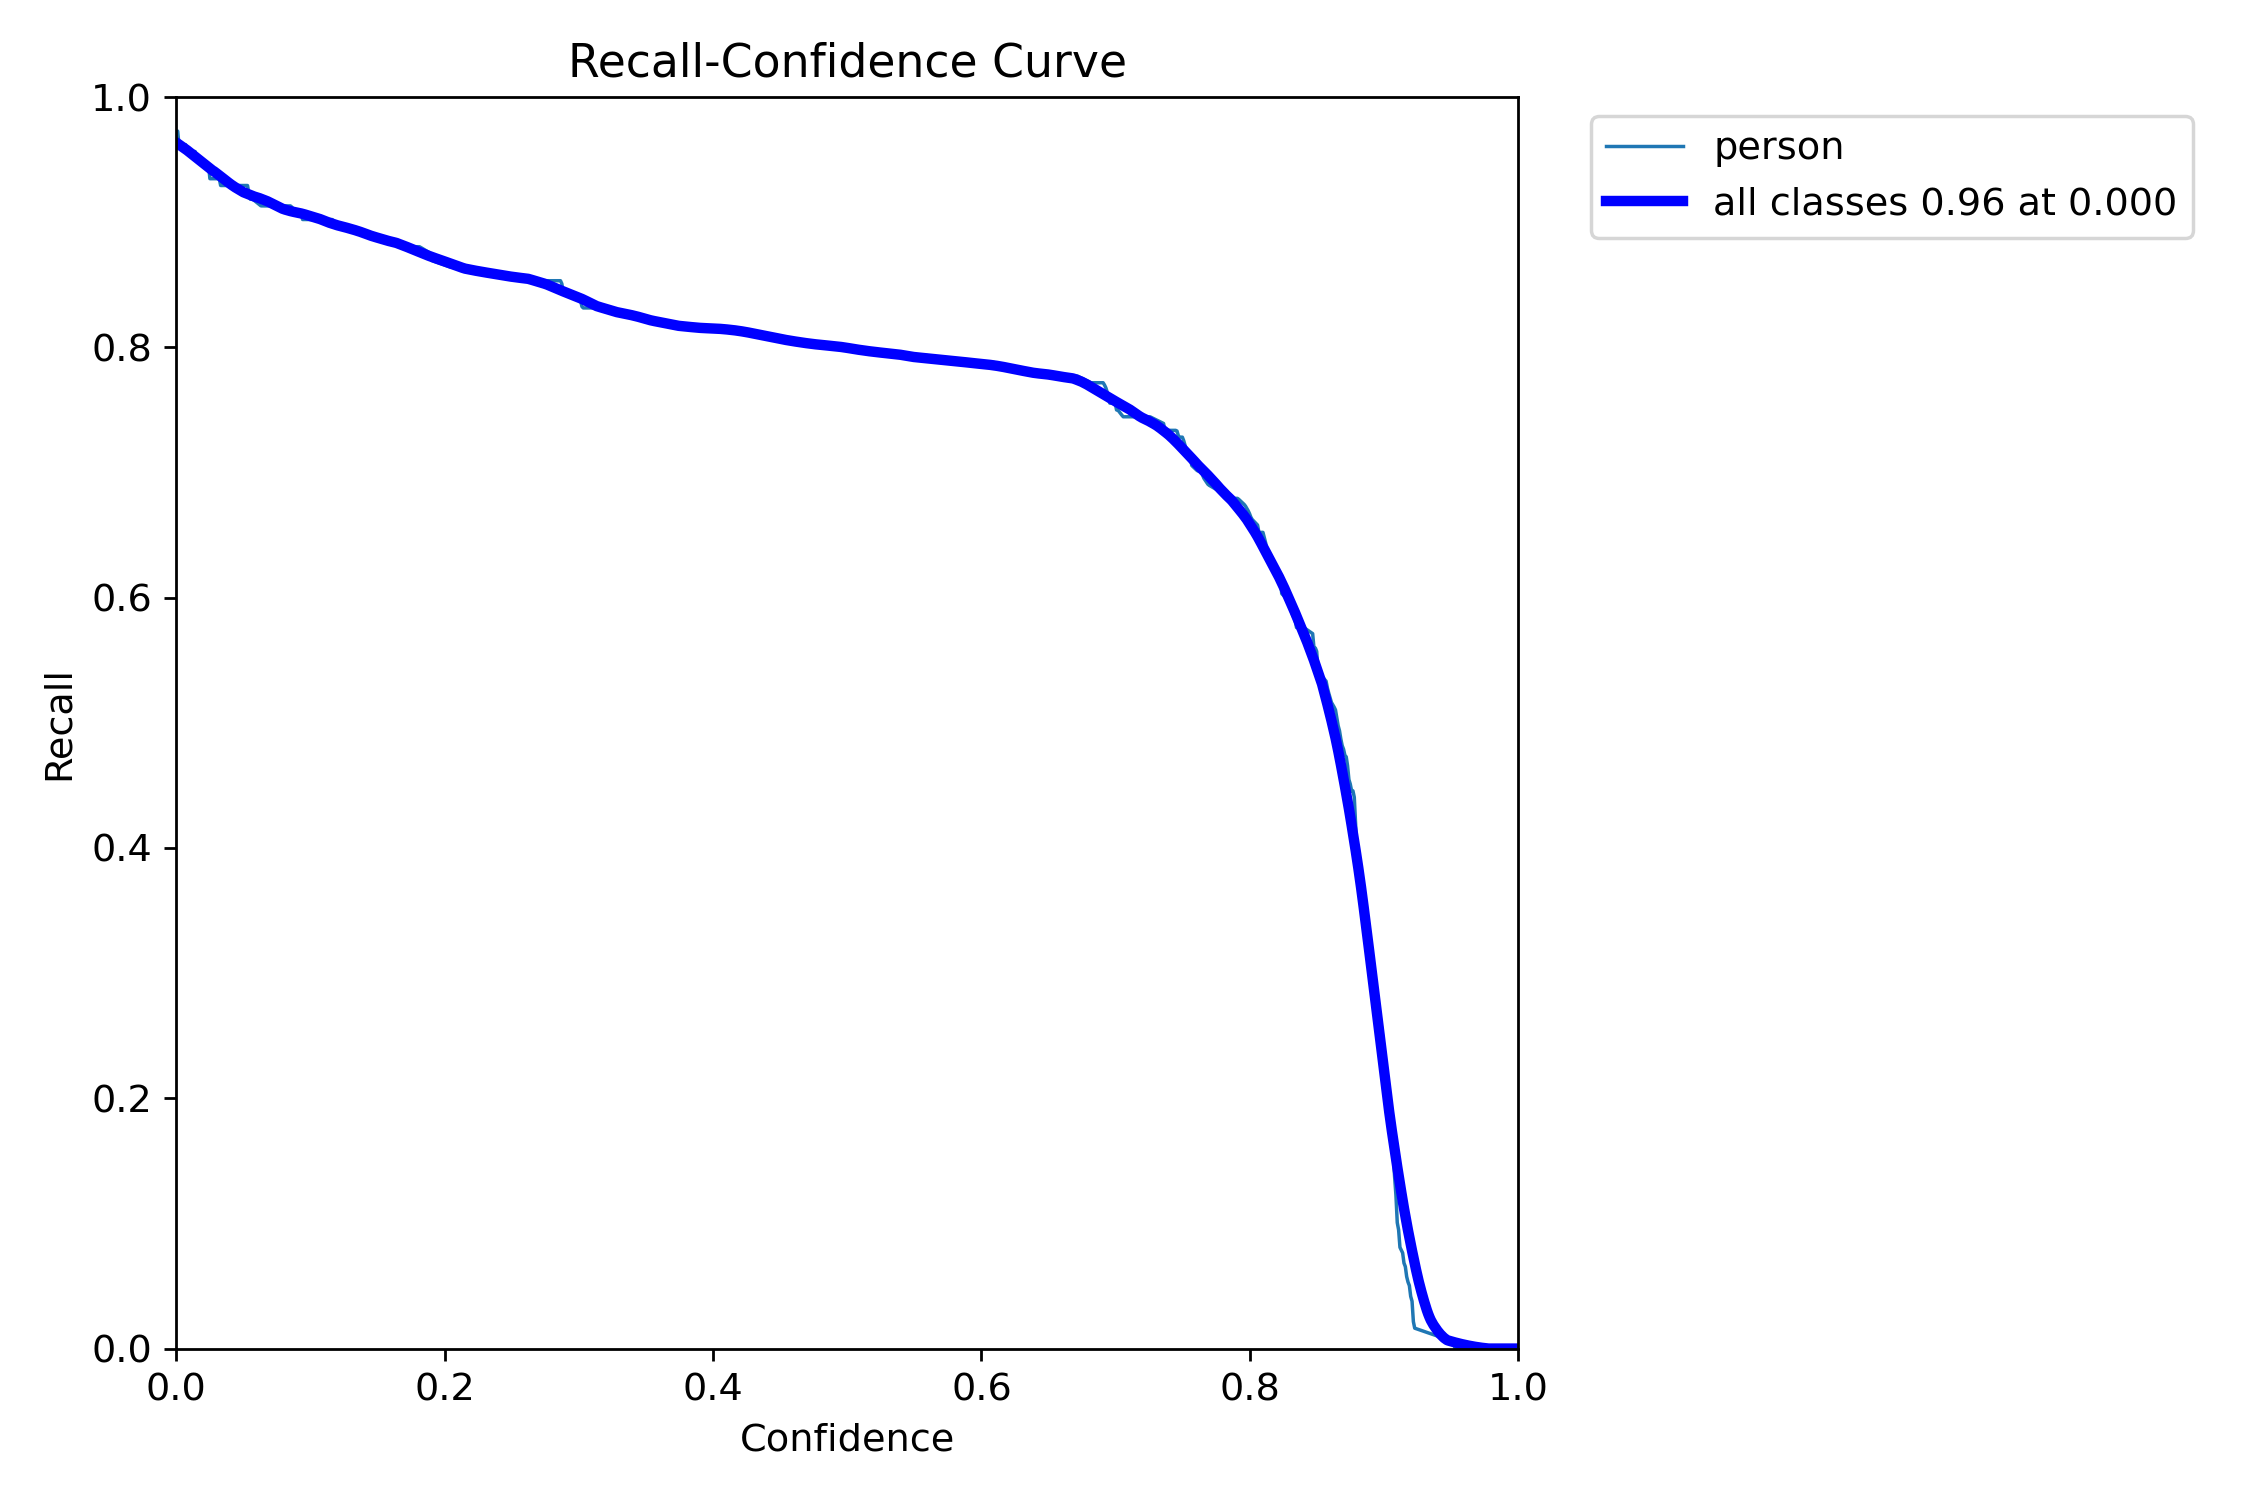 Recall-Confidence Curve
1.0
0.8
0.6
0.4
0.2
0.0
Recall
0.0 0.2 0.4 0.6 0.8 1.0
Confidence
person
all classes 0.96 at 0.000